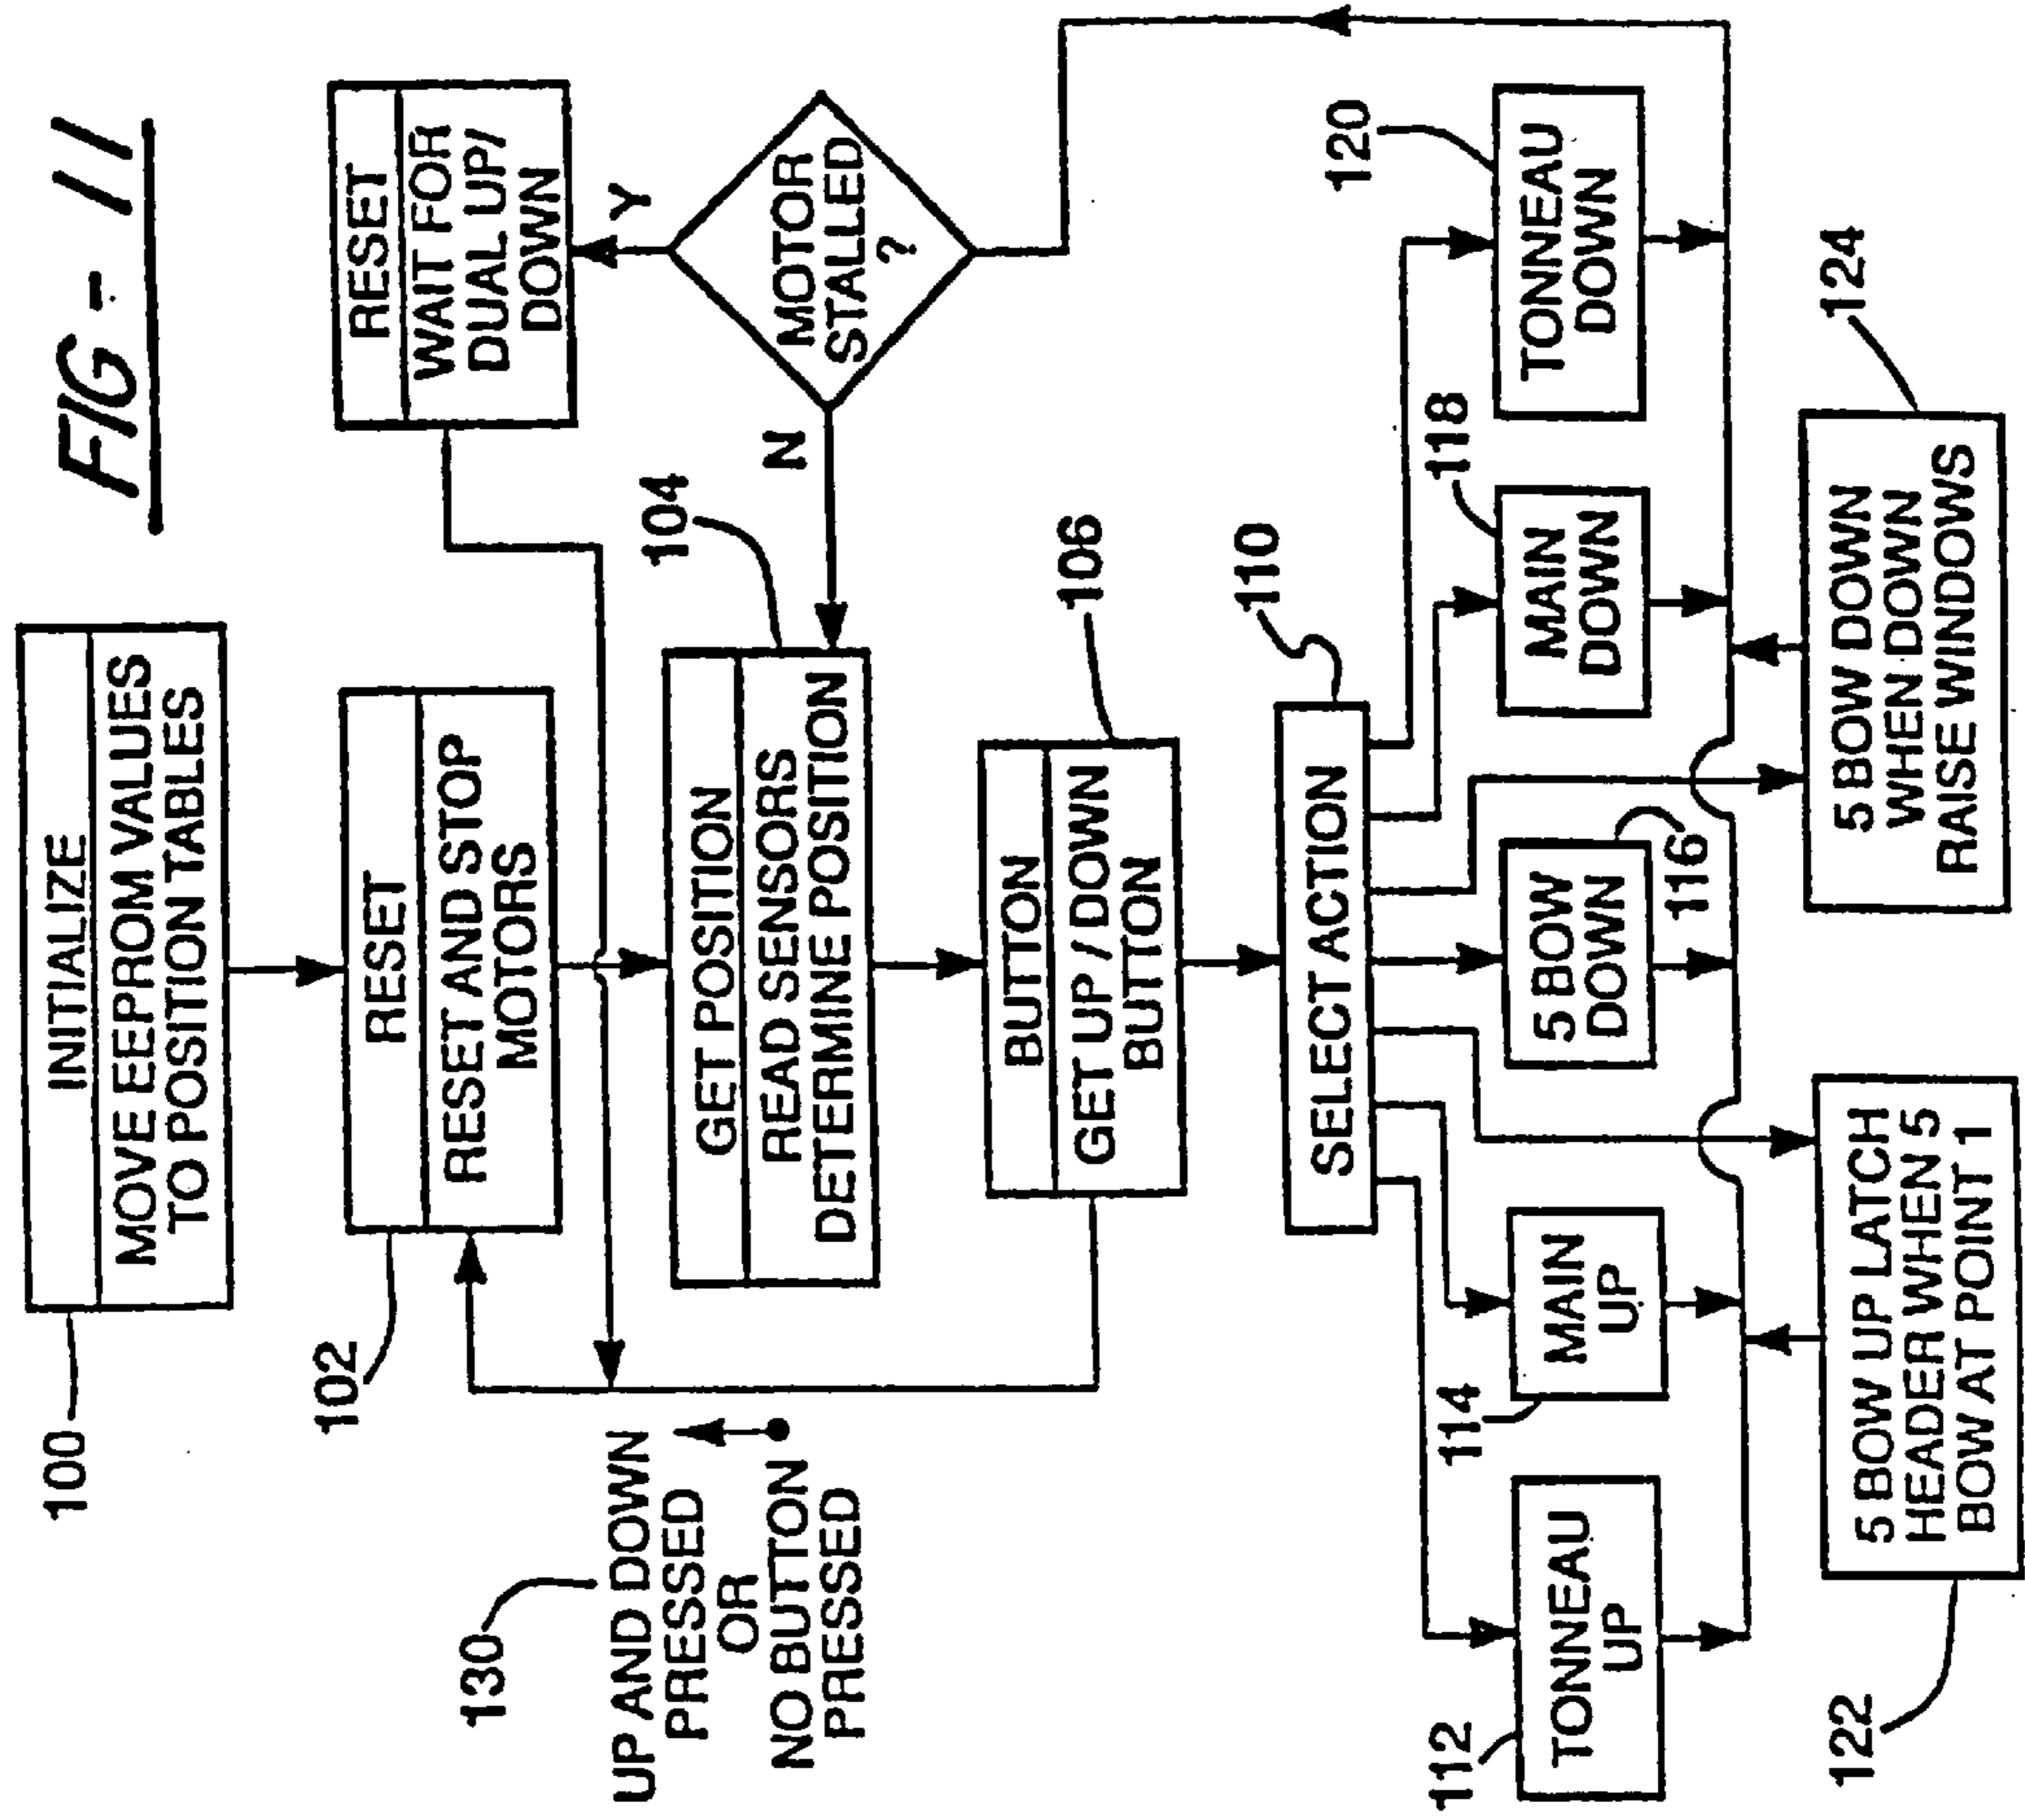 FIG - 11
100
INITIALIZE
MOVE EEPROM VALUES
TO POSITION TABLES
102
RESET
RESET AND STOP
MOTORS
RESET
WAIT FOR
DUAL UP/
DOWN
Y
MOTOR
STALLED
?
N
104
GET POSITION
READ SENSORS
DETERMINE POSITION
130
UP AND DOWN
PRESSED
OR
NO BUTTON
PRESSED
106
BUTTON
GET UP / DOWN
BUTTON
110
SELECT ACTION
112
TONNEAU
UP
114
MAIN
UP
5 BOW
DOWN
116
118
MAIN
DOWN
120
TONNEAU
DOWN
122
5 BOW UP LATCH
HEADER WHEN 5
BOW AT POINT 1
124
5 BOW DOWN
WHEN DOWN
RAISE WINDOWS